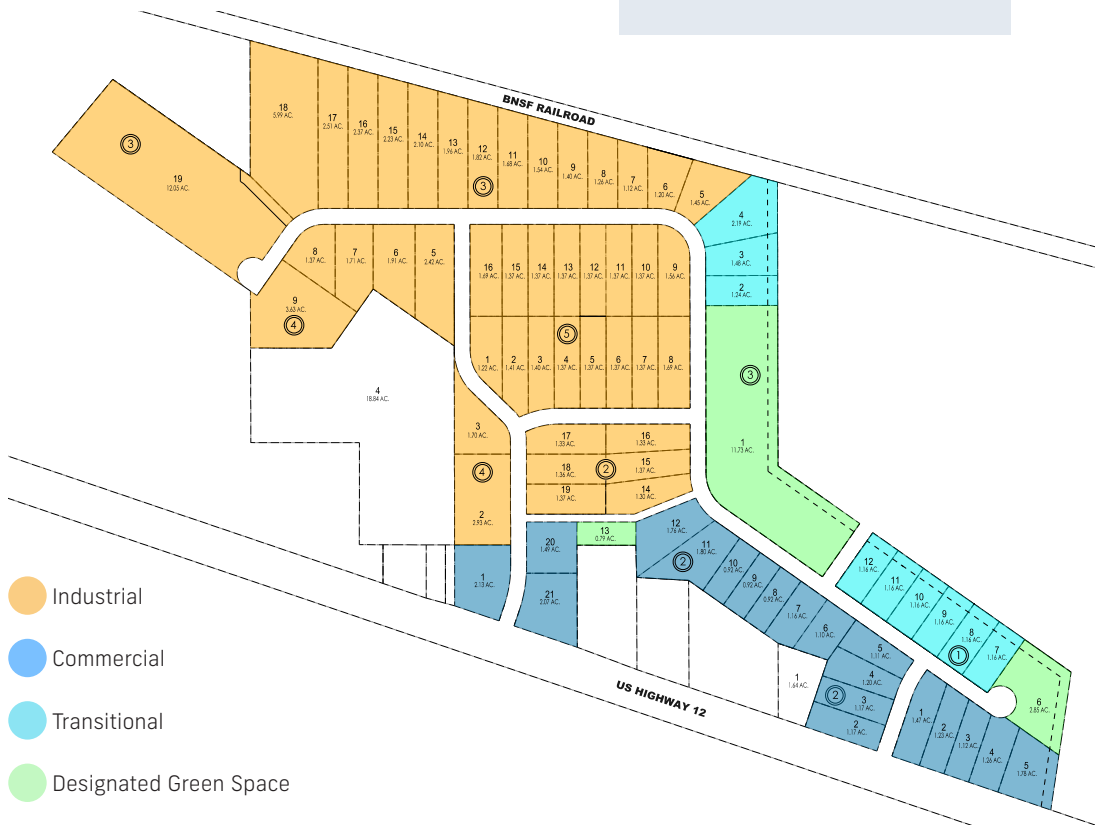 BNSF RAILROAD
18
5.99 AC.
17
2.51 AC.
16
2.37 AC.
15
2.23 AC.
14
2.10 AC.
13
1.96 AC.
12
1.82 AC.
11
1.68 AC.
10
1.54 AC.
9
1.40 AC.
8
1.26 AC.
7
1.12 AC.
6
1.20 AC.
5
1.45 AC.
3
3
19
12.05 AC.
4
2.19 AC.
3
1.48 AC.
2
1.24 AC.
3
1
11.73 AC.
8
1.37 AC.
7
1.71 AC.
6
1.91 AC.
5
2.42 AC.
9
3.63 AC.
4
4
18.84 AC.
16
1.69 AC.
15
1.37 AC.
14
1.37 AC.
13
1.37 AC.
12
1.37 AC.
11
1.37 AC.
10
1.37 AC.
9
1.56 AC.
5
1
1.22 AC.
2
1.41 AC.
3
1.40 AC.
4
1.37 AC.
5
1.37 AC.
6
1.37 AC.
7
1.37 AC.
8
1.69 AC.
3
1.70 AC.
4
2
2.93 AC.
1
2.13 AC.
17
1.33 AC.
16
1.33 AC.
18
1.36 AC.
2
15
1.37 AC.
19
1.37 AC.
14
1.30 AC.
20
1.49 AC.
13
0.79 AC.
21
2.07 AC.
12
1.76 AC.
11
1.80 AC.
2
10
0.92 AC.
9
0.92 AC.
8
0.92 AC.
7
1.16 AC.
6
1.10 AC.
5
1.11 AC.
4
1.20 AC.
2
3
1.17 AC.
2
1.17 AC.
1
1.64 AC.
12
1.16 AC.
11
1.16 AC.
10
1.16 AC.
9
1.16 AC.
8
1.16 AC.
7
1.16 AC.
1
6
2.85 AC.
1
1.47 AC.
2
1.23 AC.
3
1.12 AC.
4
1.26 AC.
5
1.78 AC.
US HIGHWAY 12
Industrial
Commercial
Transitional
Designated Green Space